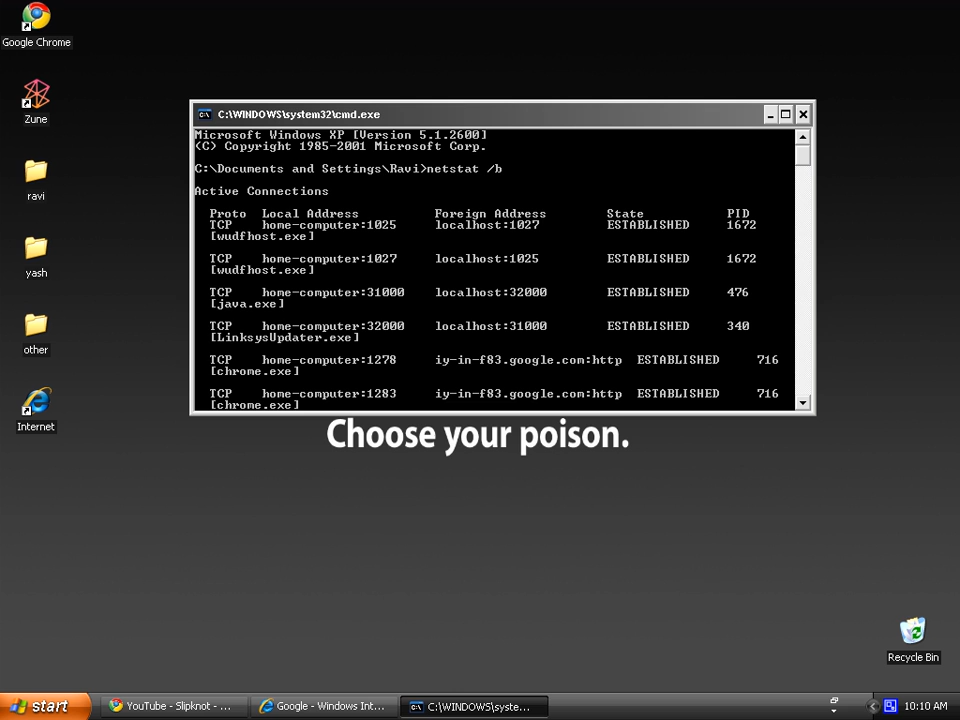 Google Chrome
Zune
ravi
yash
other
Internet
C:\WINDOWS\system32\cmd.exe
Microsoft Windows XP [Version 5.1.2600]
(C) Copyright 1985-2001 Microsoft Corp.
C:\Documents and Settings\Ravi>netstat /b
Active Connections
Proto Local Address Foreign Address State PID
TCP home-computer:1025 localhost:1027 ESTABLISHED 1672
[wudfhost.exe]
TCP home-computer:1027 localhost:1025 ESTABLISHED 1672
[wudfhost.exe]
TCP home-computer:31000 localhost:32000 ESTABLISHED 476
[java.exe]
TCP home-computer:32000 localhost:31000 ESTABLISHED 340
[LinksysUpdater.exe]
TCP home-computer:1278 iy-in-f83.google.com:http ESTABLISHED 716
[chrome.exe]
TCP home-computer:1283 iy-in-f83.google.com:http ESTABLISHED 716
[chrome.exe]
Choose your poison.
Recycle Bin
start
YouTube - Slipknot - ...
Google - Windows Int...
C:\WINDOWS\syste...
10:10 AM